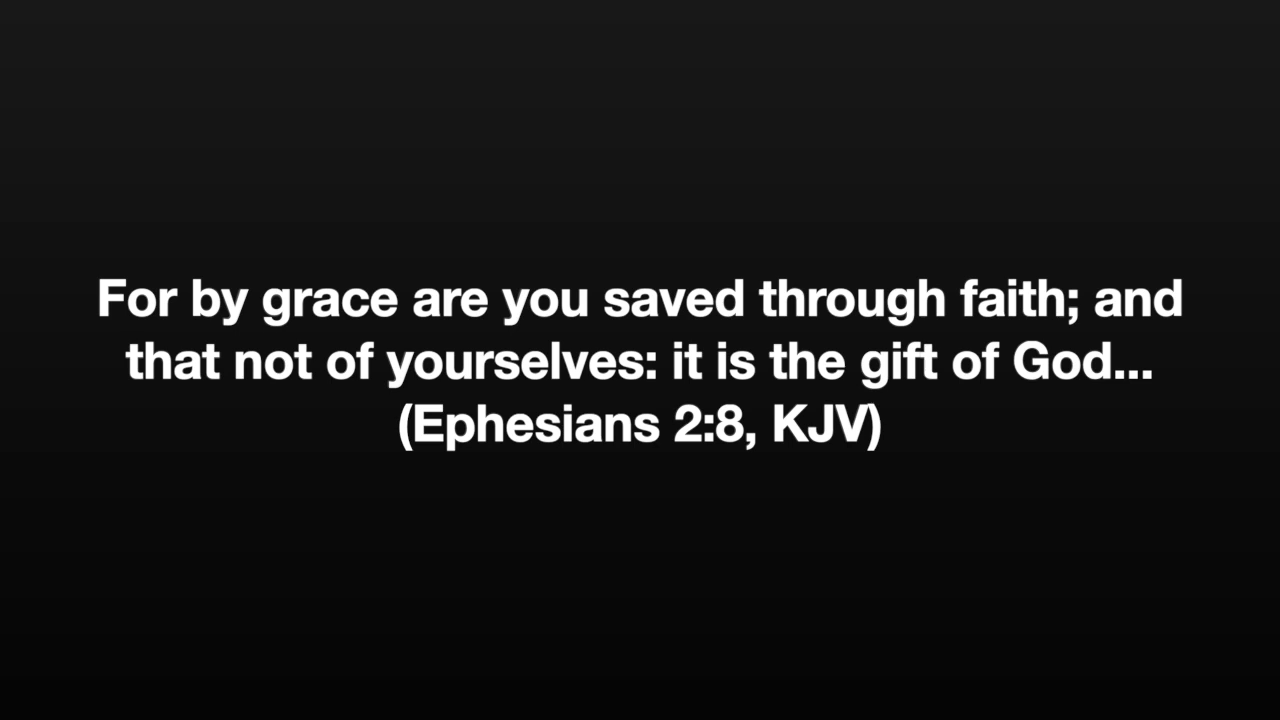 For by grace are you saved through faith; and
that not of yourselves: it is the gift of God...
(Ephesians 2:8, KJV)